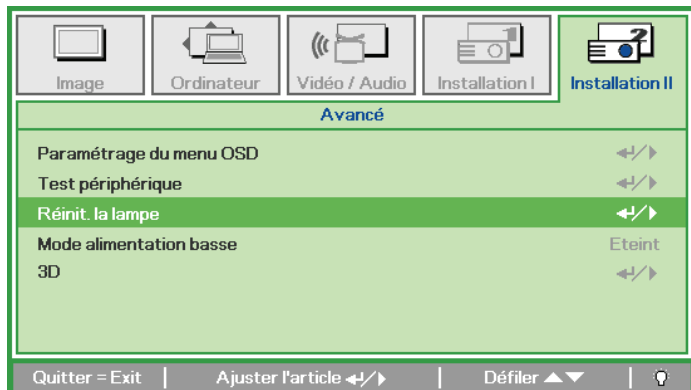 Image
Ordinateur
Vidéo / Audio
Installation I
Installation II
Avancé
Paramétrage du menu OSD
Test périphérique
Réinit. la lampe
Mode alimentation basse Eteint
3D
Quitter = Exit | Ajuster l'article | Défiler